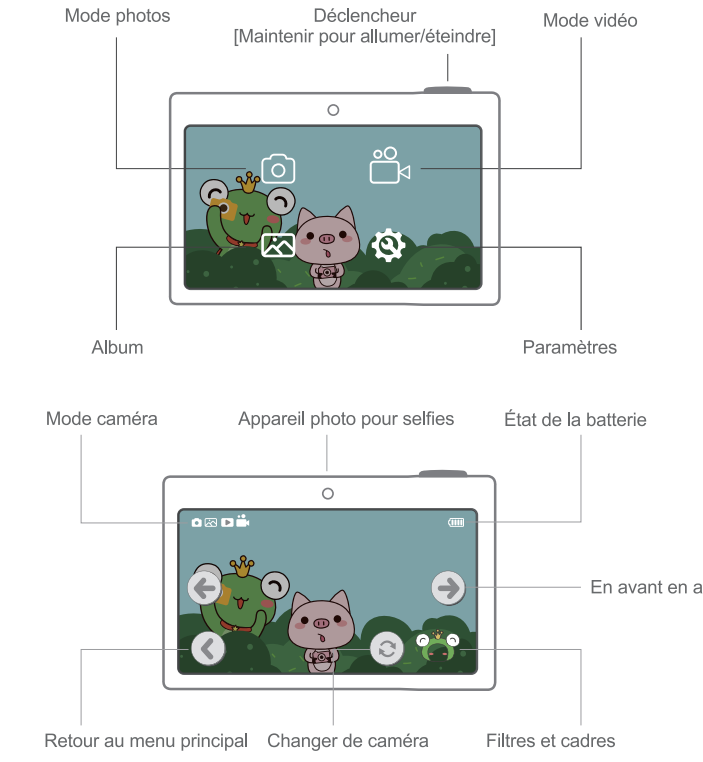 Mode photos
Déclencheur
[Maintenir pour allumer/éteindre]
Mode vidéo
Album
Paramètres
Mode caméra
Appareil photo pour selfies
État de la batterie
En avant en a
Retour au menu principal
Changer de caméra
Filtres et cadres